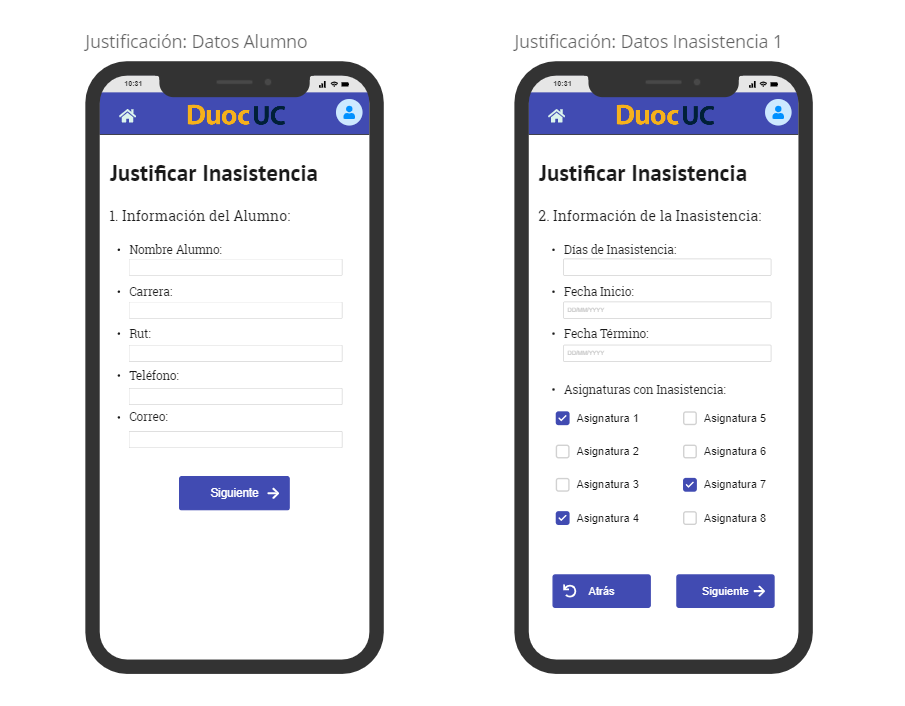 Justificación: Datos Alumno
10:31
DuocUC
Justificar Inasistencia
1. Información del Alumno:
• Nombre Alumno:
• Carrera:
• Rut:
• Teléfono:
• Correo:
Siguiente
Justificación: Datos Inasistencia 1
10:31
DuocUC
Justificar Inasistencia
2. Información de la Inasistencia:
• Días de Inasistencia:
• Fecha Inicio:
DD/MM/YYYY
• Fecha Término:
DD/MM/YYYY
• Asignaturas con Inasistencia:
Asignatura 1 Asignatura 5
Asignatura 2 Asignatura 6
Asignatura 3 Asignatura 7
Asignatura 4 Asignatura 8
Atrás Siguiente